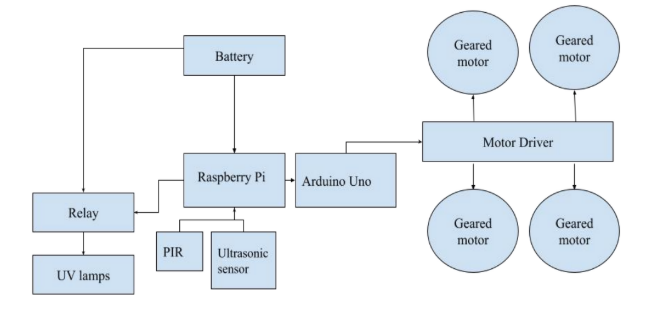 Geared
motor
Geared
motor
Battery
Motor Driver
Raspberry Pi
Arduino Uno
Relay
PIR
Ultrasonic
sensor
Geared
motor
Geared
motor
UV lamps